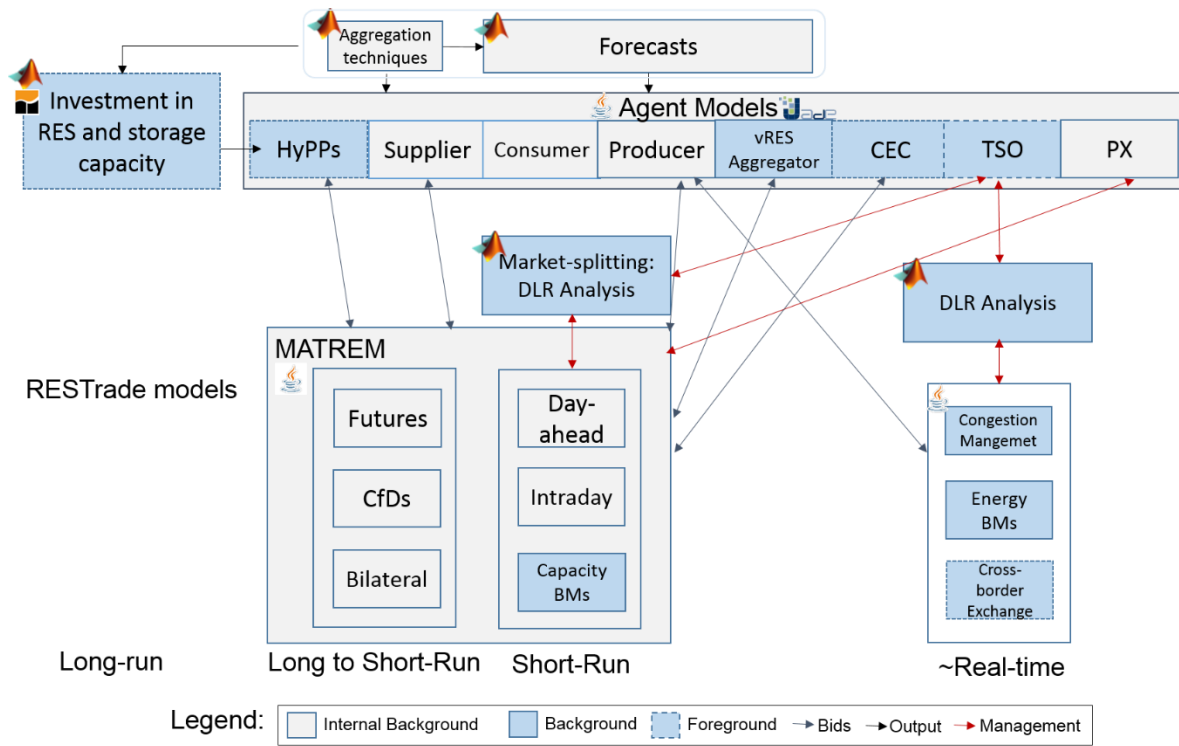 Aggregation
techniques
Forecasts
Investment in
RES and storage
capacity
Agent Models
Jade
HyPPs
Supplier
Consumer
Producer
vRES
Aggregator
CEC
TSO
PX
Market-splitting:
DLR Analysis
DLR Analysis
MATREM
RESTrade models
Futures
CfDs
Bilateral
Day-
ahead
Intraday
Capacity
BMs
Congestion
Mangemet
Energy
BMs
Cross-
border
Exchange
Long-run
Long to Short-Run
Short-Run
~Real-time
Legend:
Internal Background
Background
Foreground
Bids
Output
Management